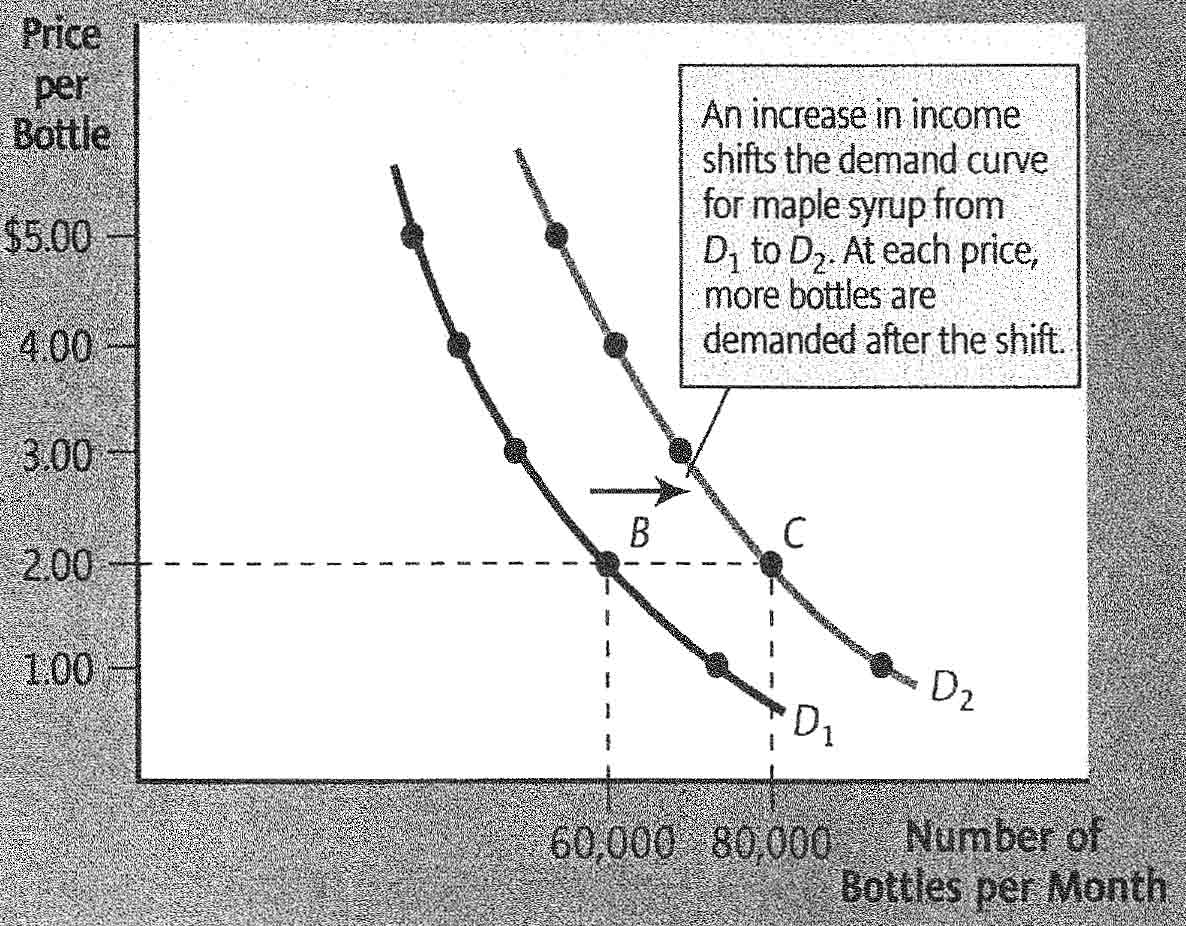 Price
per
Bottle
An increase in income
shifts the demand curve
for maple syrup from
D₁ to D₂. At each price,
more bottles are
demanded after the shift.
$5.00
4.00
3.00
B
C
2.00
1.00
D₂
D₁
60,000 80,000
Number of
Bottles per Month